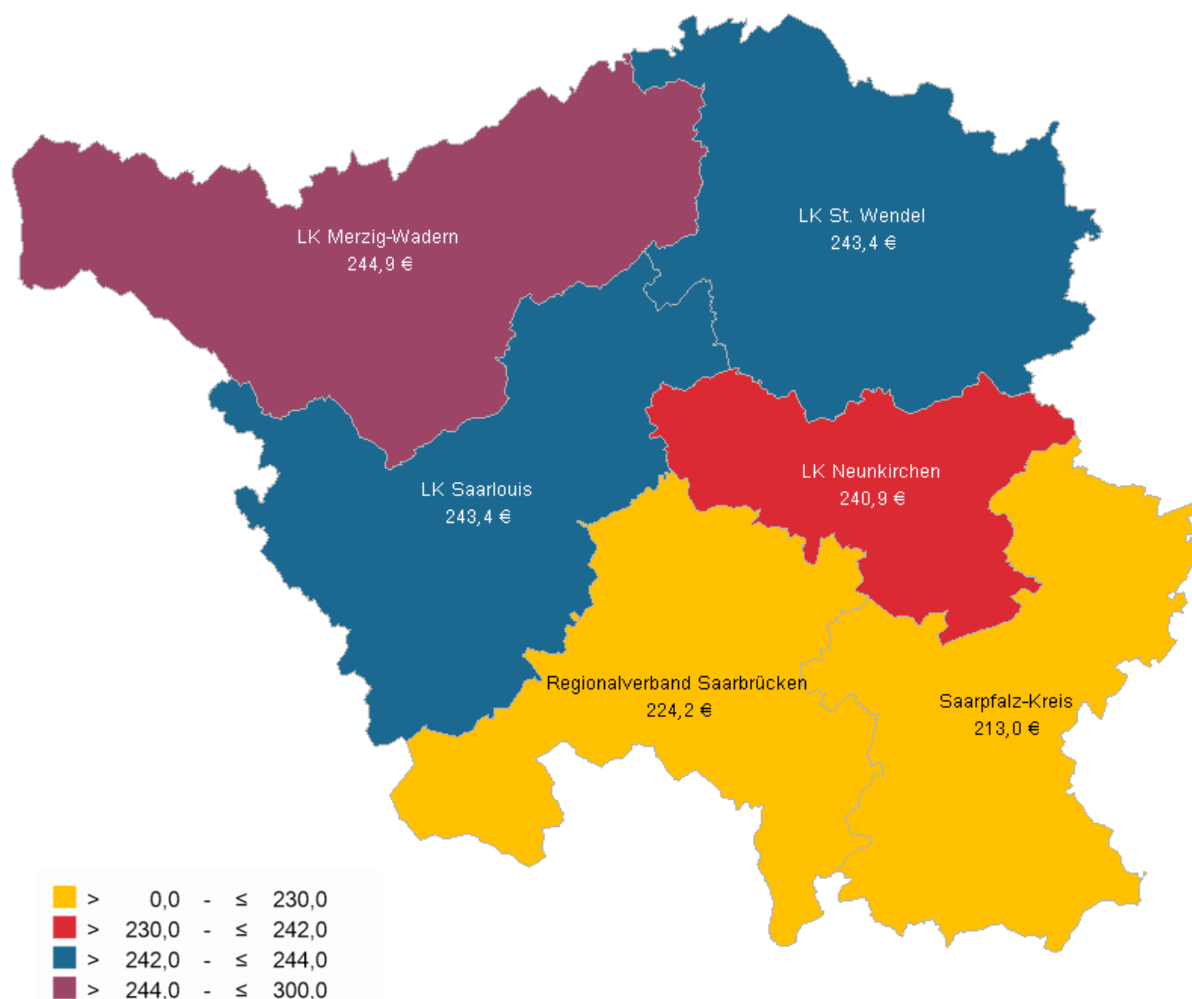 LK St. Wendel
243,4 €
LK Merzig-Wadern
244,9 €
LK Neunkirchen
240,9 €
LK Saarlouis
243,4 €
Regionalverband Saarbrücken
224,2 €
Saarpfalz-Kreis
213,0 €
> 0,0 - ≤ 230,0
> 230,0 - ≤ 242,0
> 242,0 - ≤ 244,0
> 244,0 - ≤ 300,0